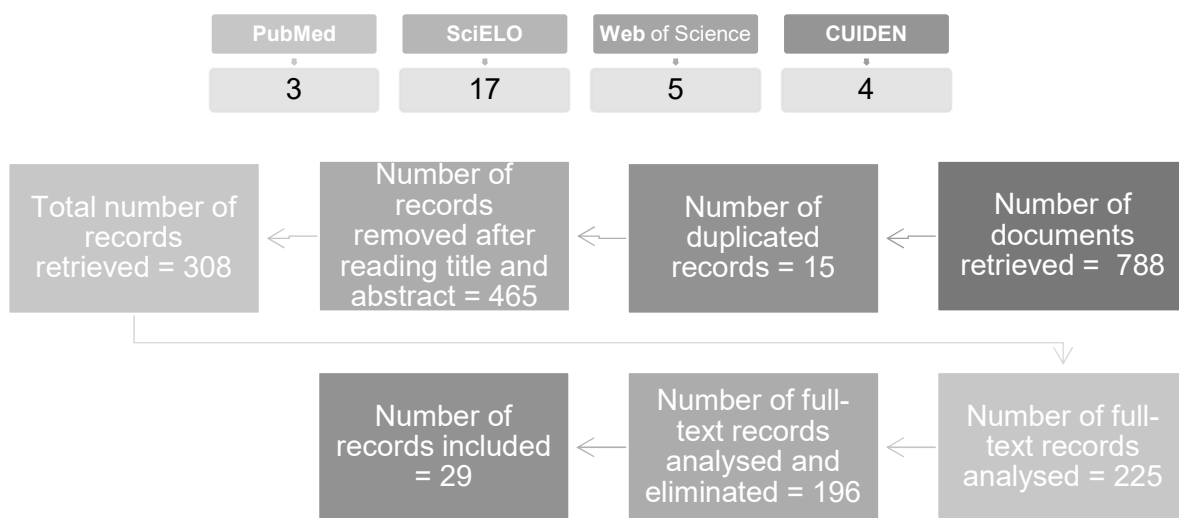 PubMed
SciELO
Web of Science
CUIDEN
3
17
5
4
Total number of
records
retrieved = 308
Number of
records
removed after
reading title and
abstract = 465
Number of
duplicated
records = 15
Number of
documents
retrieved = 788
Number of
records included
= 29
Number of full-
text records
analysed and
eliminated = 196
Number of full-
text records
analysed = 225